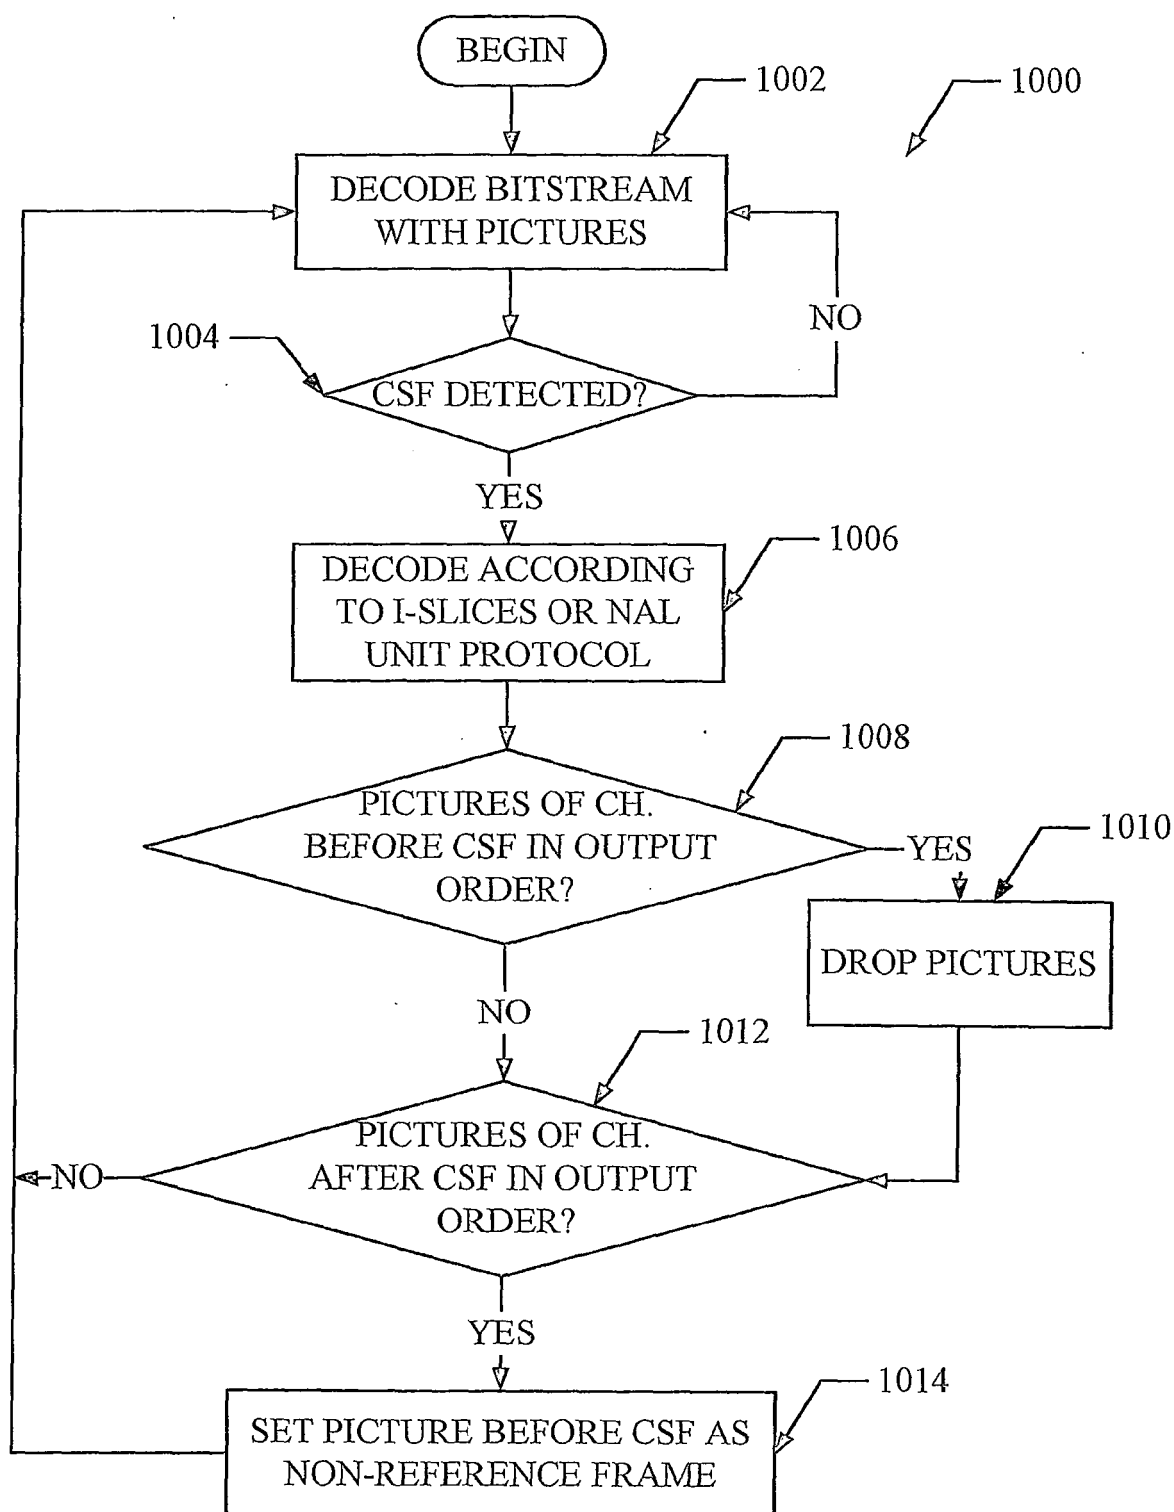 BEGIN
1002
1000
DECODE BITSTREAM
WITH PICTURES
NO
1004
CSF DETECTED?
YES
1006
DECODE ACCORDING
TO I-SLICES OR NAL
UNIT PROTOCOL
1008
PICTURES OF CH.
BEFORE CSF IN OUTPUT
ORDER?
YES
1010
DROP PICTURES
NO
1012
PICTURES OF CH.
AFTER CSF IN OUTPUT
ORDER?
NO
YES
1014
SET PICTURE BEFORE CSF AS
NON-REFERENCE FRAME